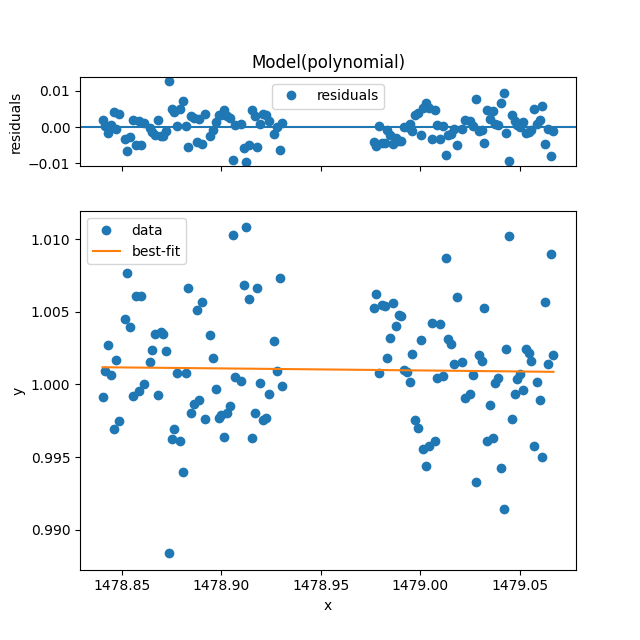 Model(polynomial)
residuals
0.01
0.00
−0.01
residuals
data
best-fit
y
1.010
1.005
1.000
0.995
0.990
1478.85
1478.90
1478.95
1479.00
1479.05
x